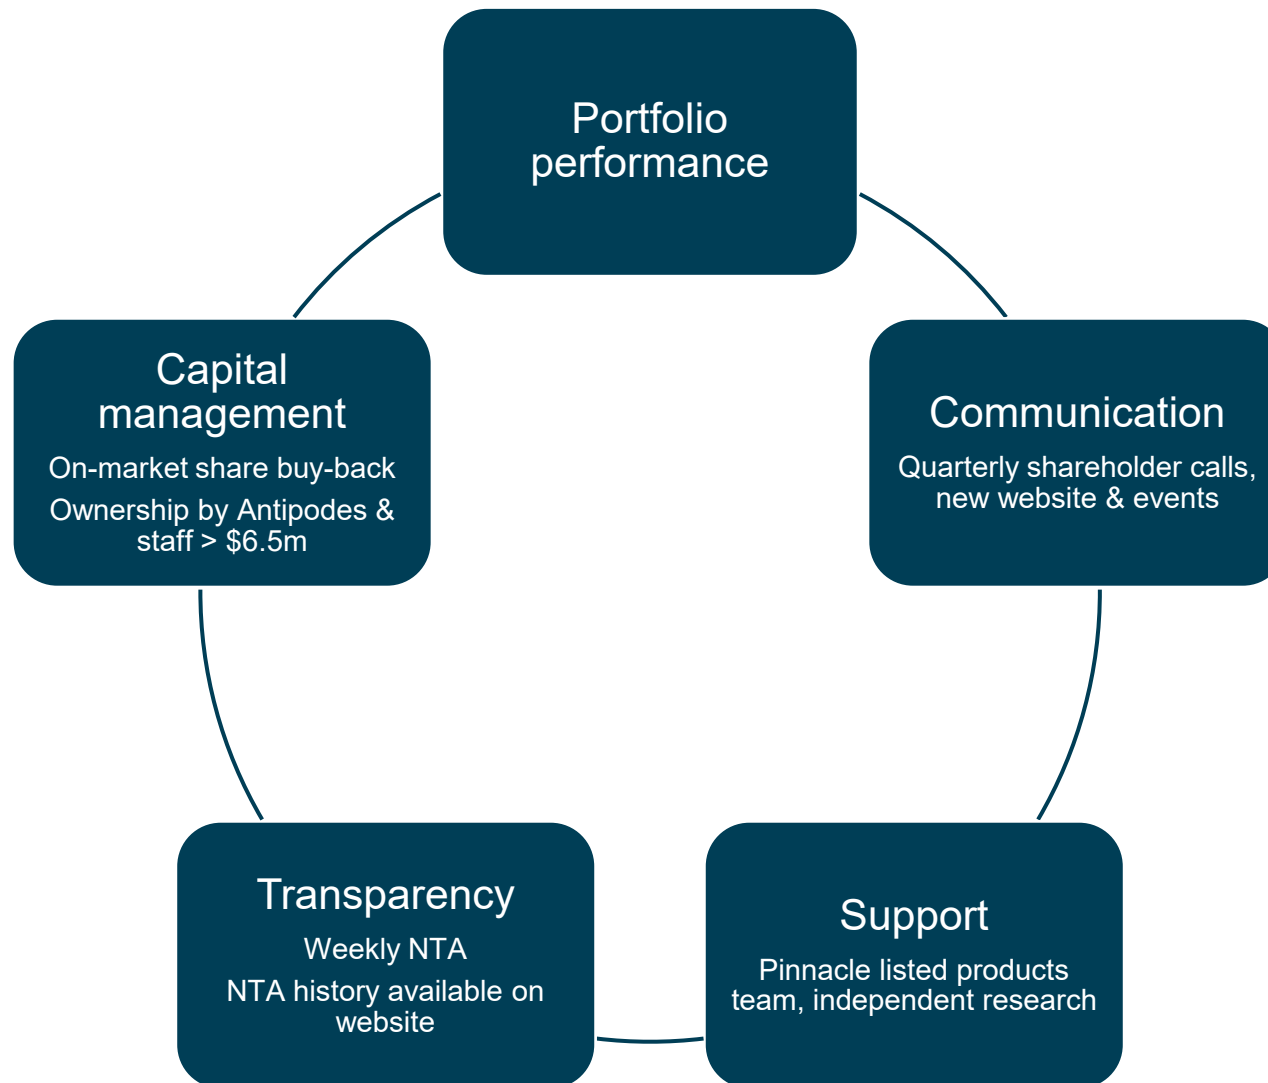 Portfolio
performance
Capital
management
On-market share buy-back
Ownership by Antipodes &
staff > $6.5m
Communication
Quarterly shareholder calls,
new website & events
Transparency
Weekly NTA
NTA history available on
website
Support
Pinnacle listed products
team, independent research